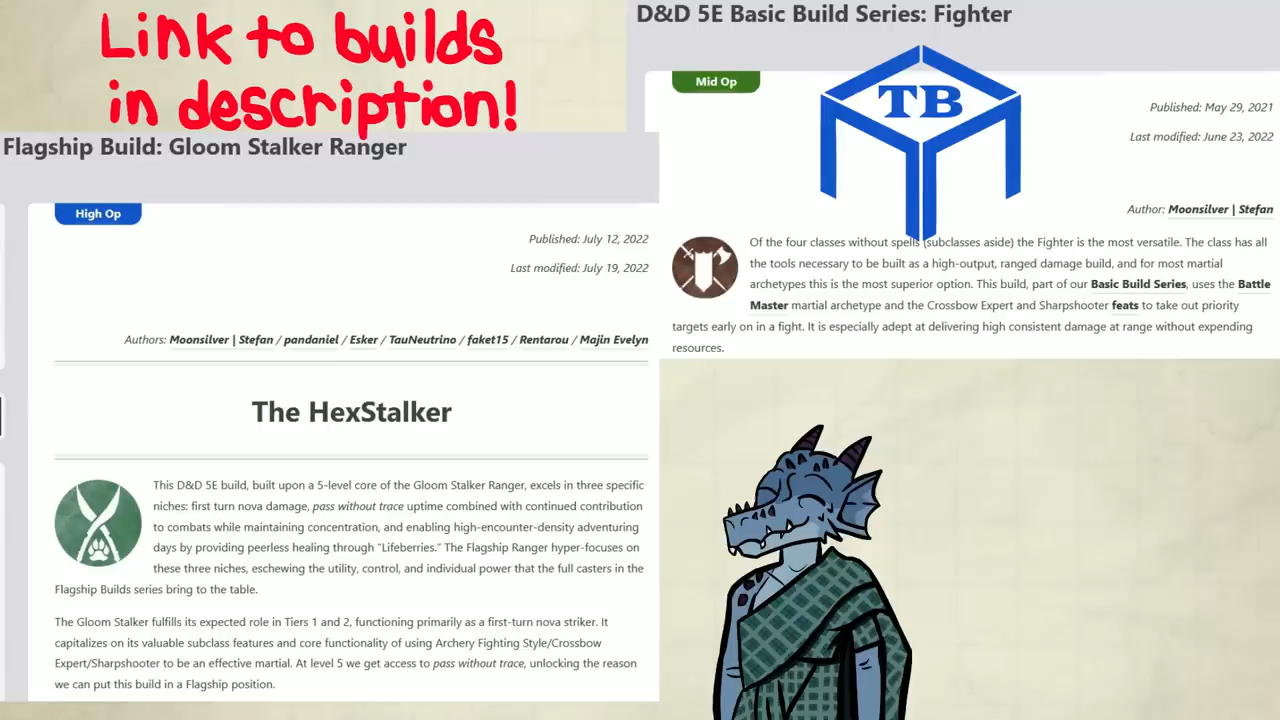 Link to builds
in description!
Flagship Build: Gloom Stalker Ranger
High Op
Published: July 12, 2022
Last modified: July 19, 2022
Authors: Moonsilver | Stefan / pandaniel / Esker / TauNeutrino / faket15 / Rentarou / Majin Evelyn
The HexStalker
This D&D 5E build, built upon a 5-level core of the Gloom Stalker Ranger, excels in three specific
niches: first turn nova damage, pass without trace uptime combined with continued contribution
to combats while maintaining concentration, and enabling high-encounter-density adventuring
days by providing peerless healing through “Lifeberries.” The Flagship Ranger hyper-focuses on
these three niches, eschewing the utility, control, and individual power that the full casters in the
Flagship Builds series bring to the table.
The Gloom Stalker fulfills its expected role in Tiers 1 and 2, functioning primarily as a first-turn nova striker. It
capitalizes on its valuable subclass features and core functionality of using Archery Fighting Style/Crossbow
Expert/Sharpshooter to be an effective martial. At level 5 we get access to pass without trace, unlocking the reason
we can put this build in a Flagship position.
D&D 5E Basic Build Series: Fighter
Mid Op
TB
Published: May 29, 2021
Last modified: June 23, 2022
Author: Moonsilver | Stefan
Of the four classes without spells (subclasses aside) the Fighter is the most versatile. The class has all
the tools necessary to be built as a high-output, ranged damage build, and for most martial
archetypes this is the most superior option. This build, part of our Basic Build Series, uses the Battle
Master martial archetype and the Crossbow Expert and Sharpshooter feats to take out priority
targets early on in a fight. It is especially adept at delivering high consistent damage at range without expending
resources.